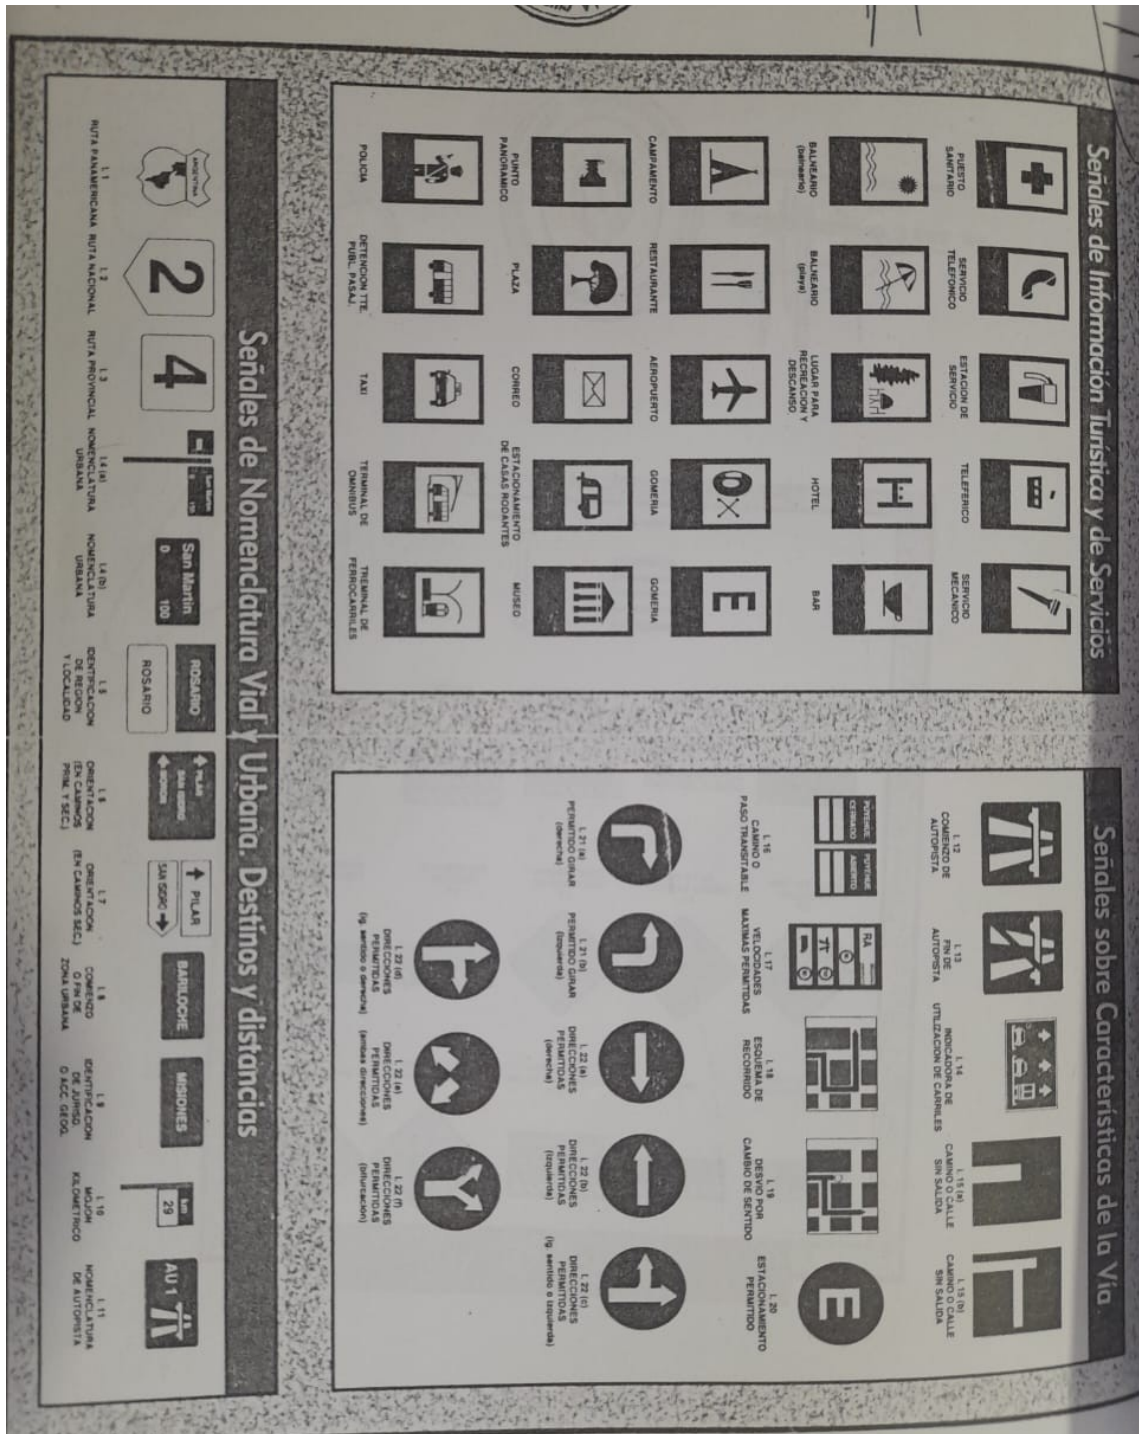 Señales de Información Turística y de Servicios
PUESTO
SANITARIO
SERVICIO
TELEFONICO
ESTACION DE
SERVICIO
TELEFERICO
SERVICIO
MECANICO
BALNEARIO
(balneario)
BALNEARIO
(playa)
LUGAR PARA
RECREACION Y
DESCANSO
H
HOTEL
BAR
CAMPAMENTO
RESTAURANTE
AEROPUERTO
GOMERIA
E
GOMERIA
PUNTO
PANORAMICO
PLAZA
CORREO
ESTACIONAMIENTO
DE CASAS RODANTES
MUSEO
POLICIA
DETENCION TTE.
PUBL. PASAJ.
TAXI
TERMINAL DE
OMNIBUS
TREMINAL DE
FERROCARRILES
Señales sobre Características de la Vía
I. 12
COMIENZO DE
AUTOPISTA
I. 13
FIN DE
AUTOPISTA
I. 14
INDICADORA DE
UTILIZACION DE CARRILES
I. 15 (a)
CAMINO O CALLE
SIN SALIDA
I. 15 (b)
CAMINO O CALLE
SIN SALIDA
CERRADO
ABIERTO
I. 16
CAMINO O
PASO TRANSITABLE
RA
I. 17
VELOCIDADES
MAXIMAS PERMITIDAS
I. 18
ESQUEMA DE
RECORRIDO
I. 19
DESVIO POR
CAMBIO DE SENTIDO
E
I. 20
ESTACIONAMIENTO
PERMITIDO
I. 21 (a)
PERMITIDO GIRAR
(derecha)
I. 21 (b)
PERMITIDO GIRAR
(izquierda)
I. 22 (a)
DIRECCIONES
PERMITIDAS
(derecha)
I. 22 (b)
DIRECCIONES
PERMITIDAS
(izquierda)
I. 22 (c)
DIRECCIONES
PERMITIDAS
(ig. sentido o izquierda)
I. 22 (d)
DIRECCIONES
PERMITIDAS
(ig. sentido o derecha)
I. 22 (e)
DIRECCIONES
PERMITIDAS
(ambas direcciones)
I. 22 (f)
DIRECCIONES
PERMITIDAS
(bifurcación)
Señales de Nomenclatura Vial y Urbana. Destinos y distancias
ARGENTINA
I. 1
RUTA PANAMERICANA
2
I. 2
RUTA NACIONAL
4
I. 3
RUTA PROVINCIAL
I.4 (a)
NOMENCLATURA
URBANA
San Martín
0 100
I.4 (b)
NOMENCLATURA
URBANA
ROSARIO
ROSARIO
I. 5
IDENTIFICACION
DE REGION
Y LOCALIDAD
PILAR
SAN ISIDRO
I. 6
ORIENTACION
(EN CAMINOS
PRIM. Y SEC.)
PILAR
SAN ISIDRO
I. 7
ORIENTACION
(EN CAMINOS SEC.)
BARILOCHE
I. 8
COMIENZO
O FIN DE
ZONA URBANA
MISIONES
I. 9
IDENTIFICACION
DE JURISD.
O ACC. GEOG.
km
29
I. 10
MOJON
KILOMETRICO
AU 1
I. 11
NOMENCLATURA
DE AUTOPISTA